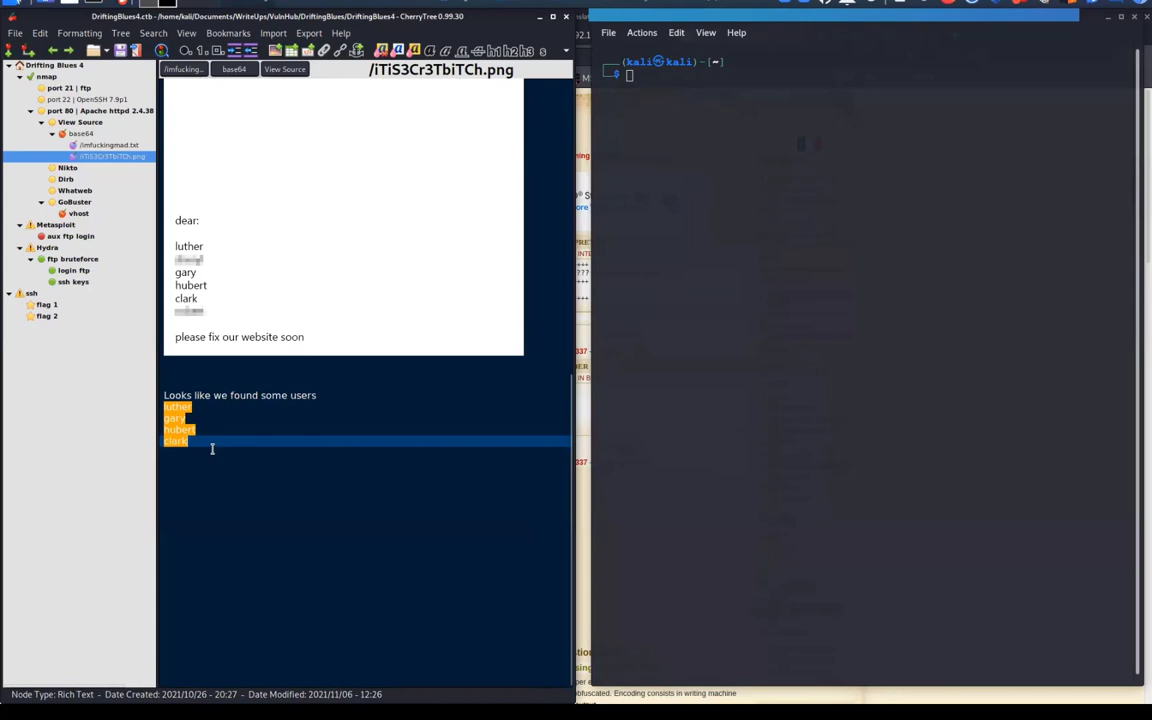 DriftingBlues4.ctb - /home/kali/Documents/WriteUps/VulnHub/DriftingBlues/DriftingBlues4 - CherryTree 0.99.30
File Edit Formatting Tree Search View Bookmarks Import Export Help
h1 h2 h3 s
Drifting Blues 4
nmap
port 21 | ftp
port 22 | OpenSSH 7.9p1
port 80 | Apache httpd 2.4.38
View Source
base64
/imfuckingmad.txt
/iTiS3Cr3TbiTCh.png
Nikto
Dirb
Whatweb
GoBuster
vhost
Metasploit
aux ftp login
Hydra
ftp bruteforce
login ftp
ssh keys
ssh
flag 1
flag 2
/imfucking... base64 View Source /iTiS3Cr3TbiTCh.png
dear:
luther
gary
hubert
clark
please fix our website soon
Looks like we found some users
luther
gary
hubert
clark
Node Type: Rich Text - Date Created: 2021/10/26 - 20:27 - Date Modified: 2021/11/06 - 12:26
File Actions Edit View Help
(kali㉿kali)-[~]
$
obfuscated. Encoding consists in writing machine